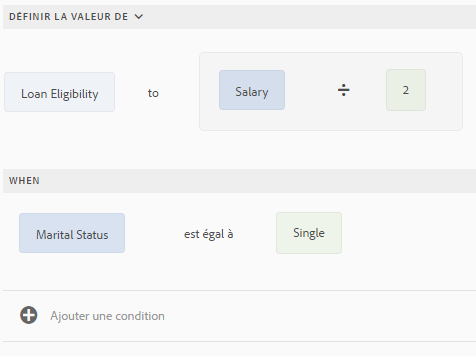 DÉFINIR LA VALEUR DE
Loan Eligibility to Salary ÷ 2
WHEN
Marital Status est égal à Single
Ajouter une condition